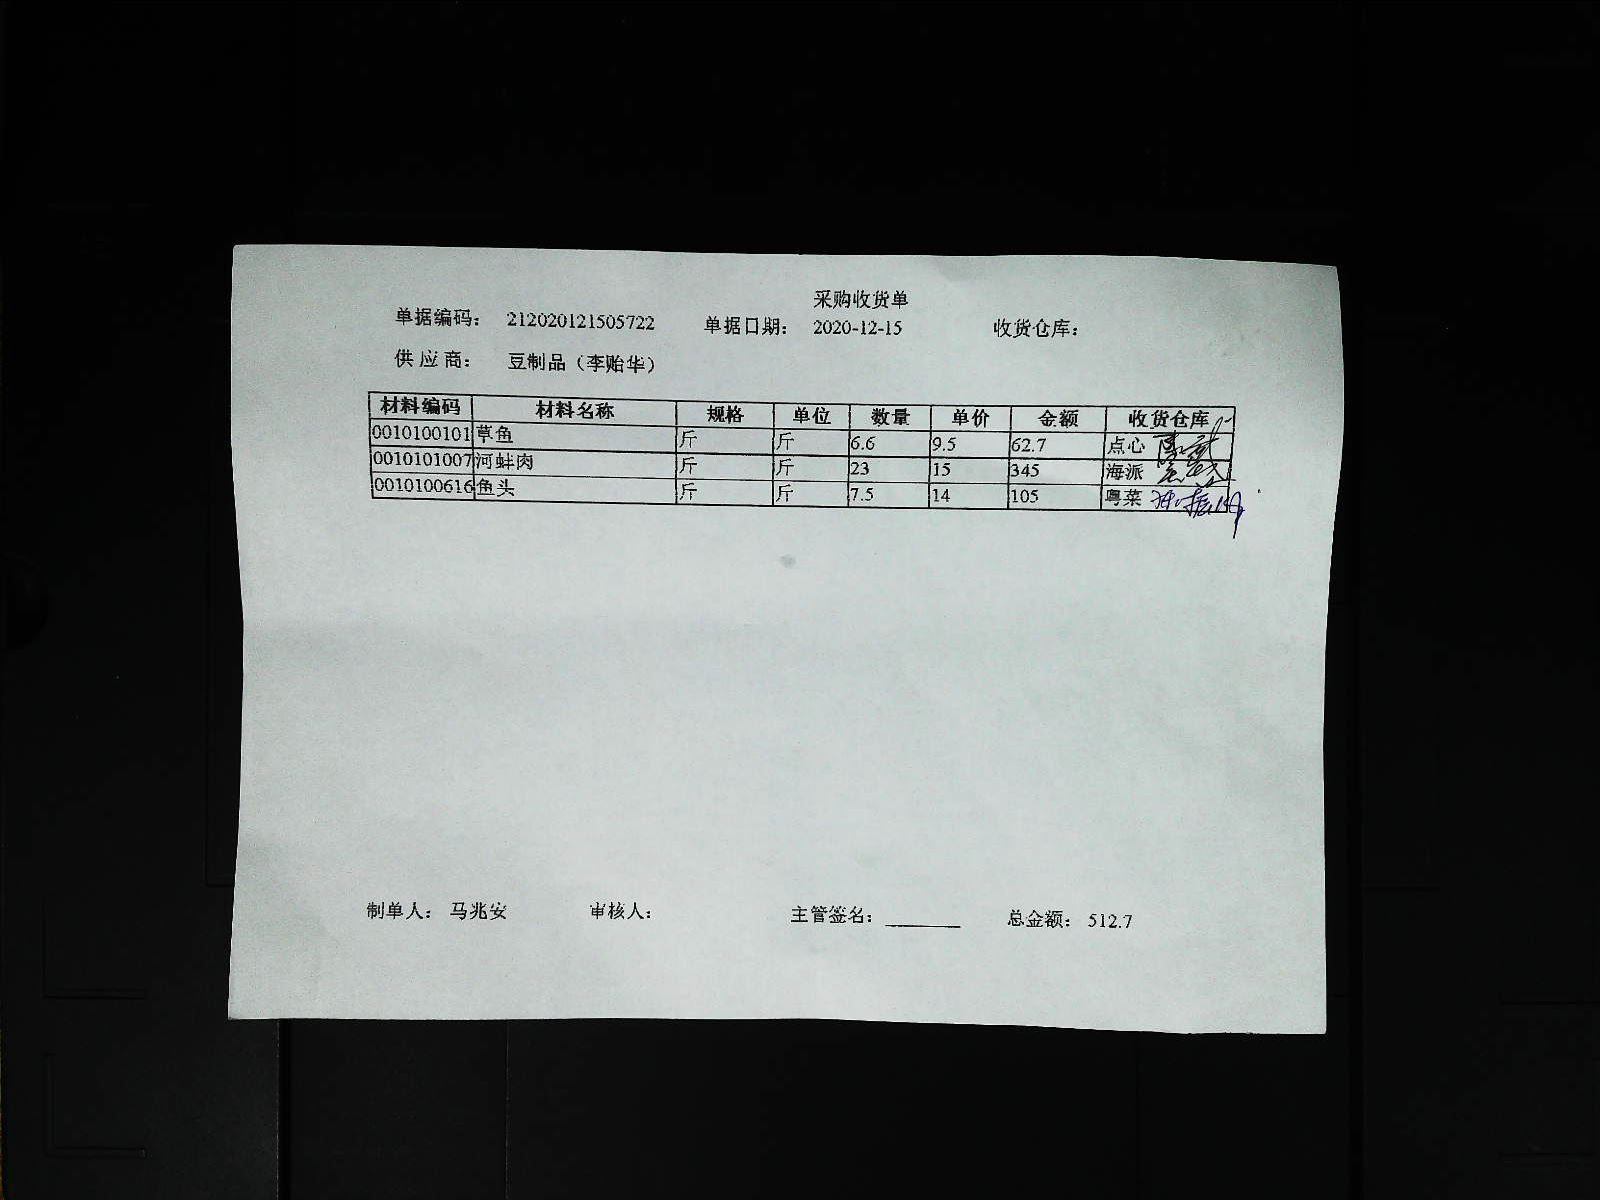 采购收货单
单据编码: 212020121505722 单据日期: 2020-12-15 收货仓库:
供应商: 豆制品（李贻华）
材料编码 材料名称 规格 单位 数量 单价 金额 收货仓库
0010100101 草鱼 斤 斤 6.6 9.5 62.7 点心
0010101007 河蚌肉 斤 斤 23 15 345 海派
0010100616 鱼头 斤 斤 7.5 14 105 粤菜
制单人: 马兆安 审核人: 主管签名: 总金额: 512.7